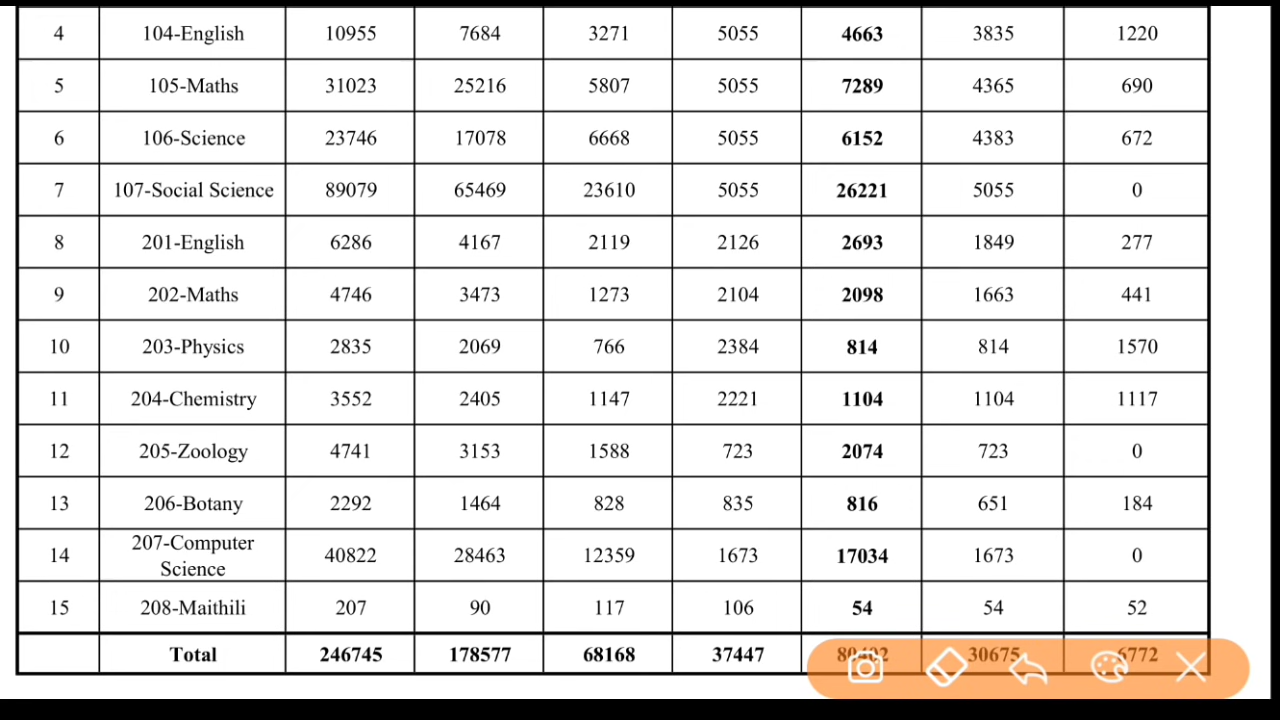 4 104-English 10955 7684 3271 5055 4663 3835 1220
5 105-Maths 31023 25216 5807 5055 7289 4365 690
6 106-Science 23746 17078 6668 5055 6152 4383 672
7 107-Social Science 89079 65469 23610 5055 26221 5055 0
8 201-English 6286 4167 2119 2126 2693 1849 277
9 202-Maths 4746 3473 1273 2104 2098 1663 441
10 203-Physics 2835 2069 766 2384 814 814 1570
11 204-Chemistry 3552 2405 1147 2221 1104 1104 1117
12 205-Zoology 4741 3153 1588 723 2074 723 0
13 206-Botany 2292 1464 828 835 816 651 184
14 207-Computer Science 40822 28463 12359 1673 17034 1673 0
15 208-Maithili 207 90 117 106 54 54 52
Total 246745 178577 68168 37447 30675 6772